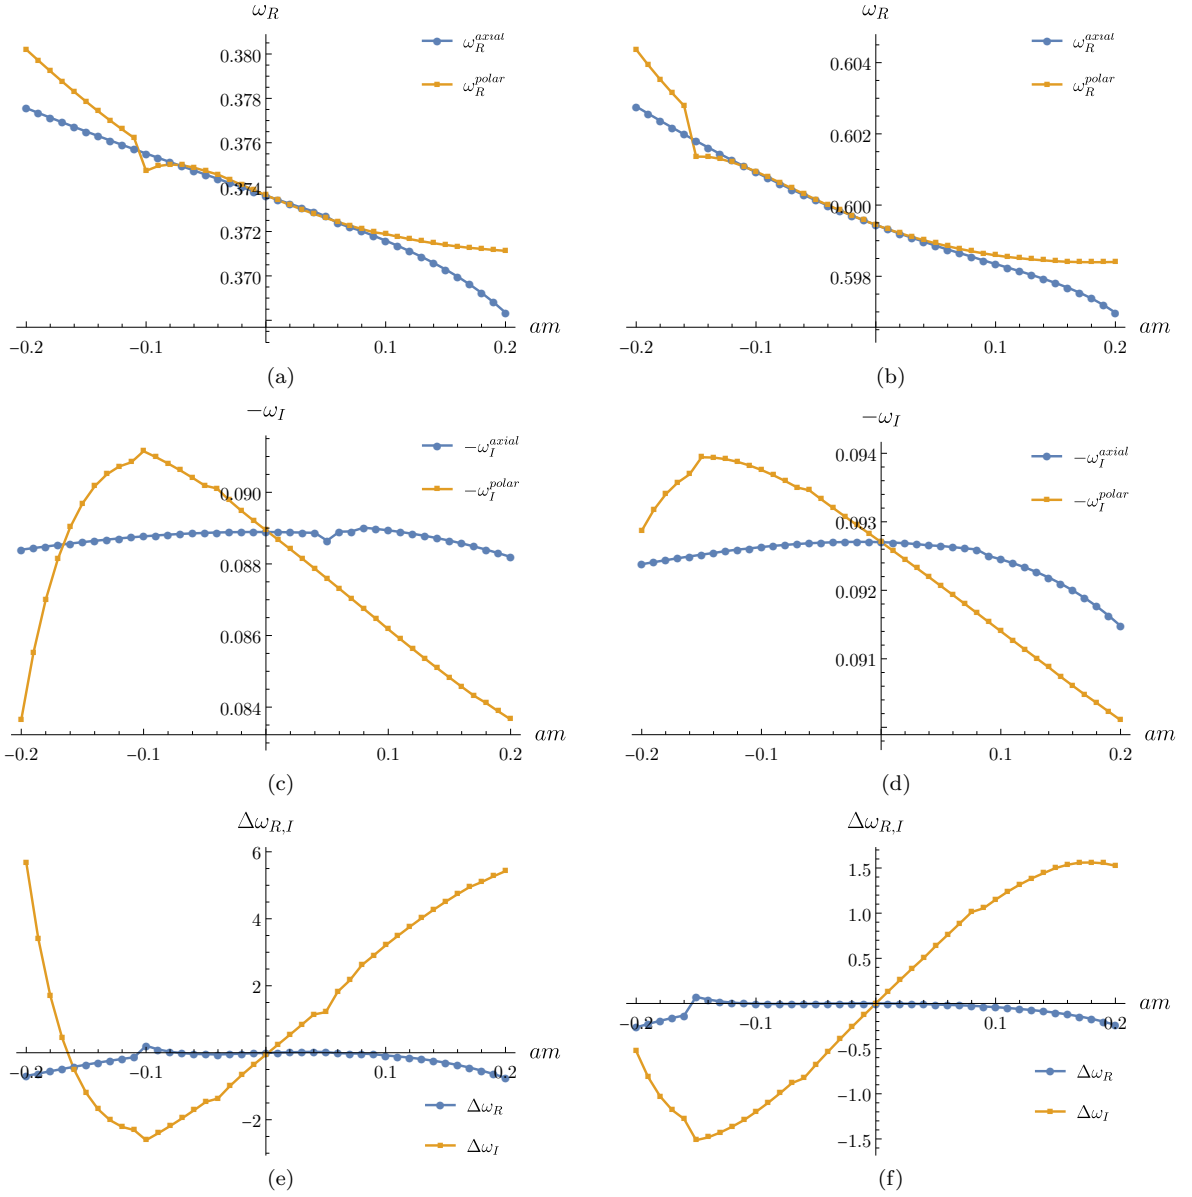 ω_R
ω_R^{axial}
ω_R^{polar}
0.380
0.378
0.376
0.374
0.372
0.370
−0.2
−0.1
0.1
0.2
am
(a)
ω_R
ω_R^{axial}
ω_R^{polar}
0.604
0.602
0.600
0.598
−0.2
−0.1
0.1
0.2
am
(b)
−ω_I
−ω_I^{axial}
−ω_I^{polar}
0.090
0.088
0.086
0.084
−0.2
−0.1
0.1
0.2
am
(c)
−ω_I
−ω_I^{axial}
−ω_I^{polar}
0.094
0.093
0.092
0.091
−0.2
−0.1
0.1
0.2
am
(d)
Δω_{R,I}
6
4
2
−0.2
−0.1
0.1
0.2
am
−2
Δω_R
Δω_I
(e)
Δω_{R,I}
1.5
1.0
0.5
−0.2
−0.1
0.1
0.2
am
−0.5
−1.0
−1.5
Δω_R
Δω_I
(f)